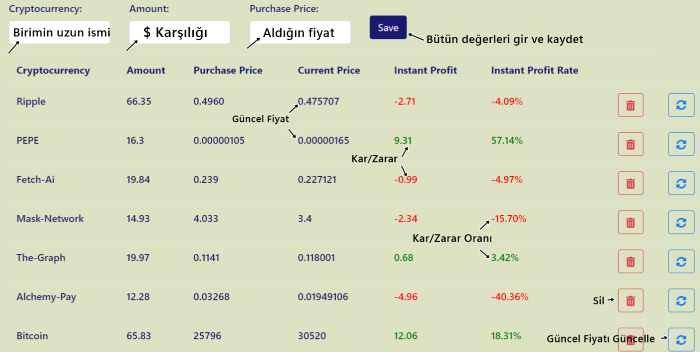 Cryptocurrency: Amount: Purchase Price:
Birimin uzun ismi $ Karşılığı Aldığın fiyat Save
Bütün değerleri gir ve kaydet
Cryptocurrency Amount Purchase Price Current Price Instant Profit Instant Profit Rate
Ripple 66.35 0.4960 0.475707 -2.71 -4.09%
Güncel Fiyat
PEPE 16.3 0.00000105 0.00000165 9.31 57.14%
Kar/Zarar
Fetch-Ai 19.84 0.239 0.227121 -0.99 -4.97%
Mask-Network 14.93 4.033 3.4 -2.34 -15.70%
Kar/Zarar Oranı
The-Graph 19.97 0.1141 0.118001 0.68 3.42%
Alchemy-Pay 12.28 0.03268 0.01949106 -4.96 -40.36%
Sil
Bitcoin 65.83 25796 30520 12.06 18.31%
Güncel Fiyatı Güncelle